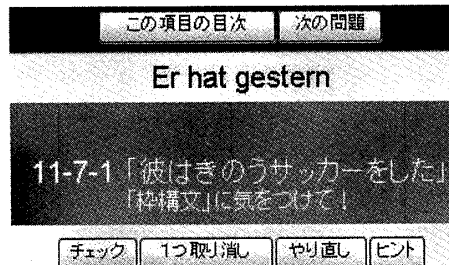 この項目の目次 次の問題
Er hat gestern
11-7-1「彼はきのうサッカーをした」
「枠構文」に気をつけて！
チェック 1つ取り消し やり直し ヒント